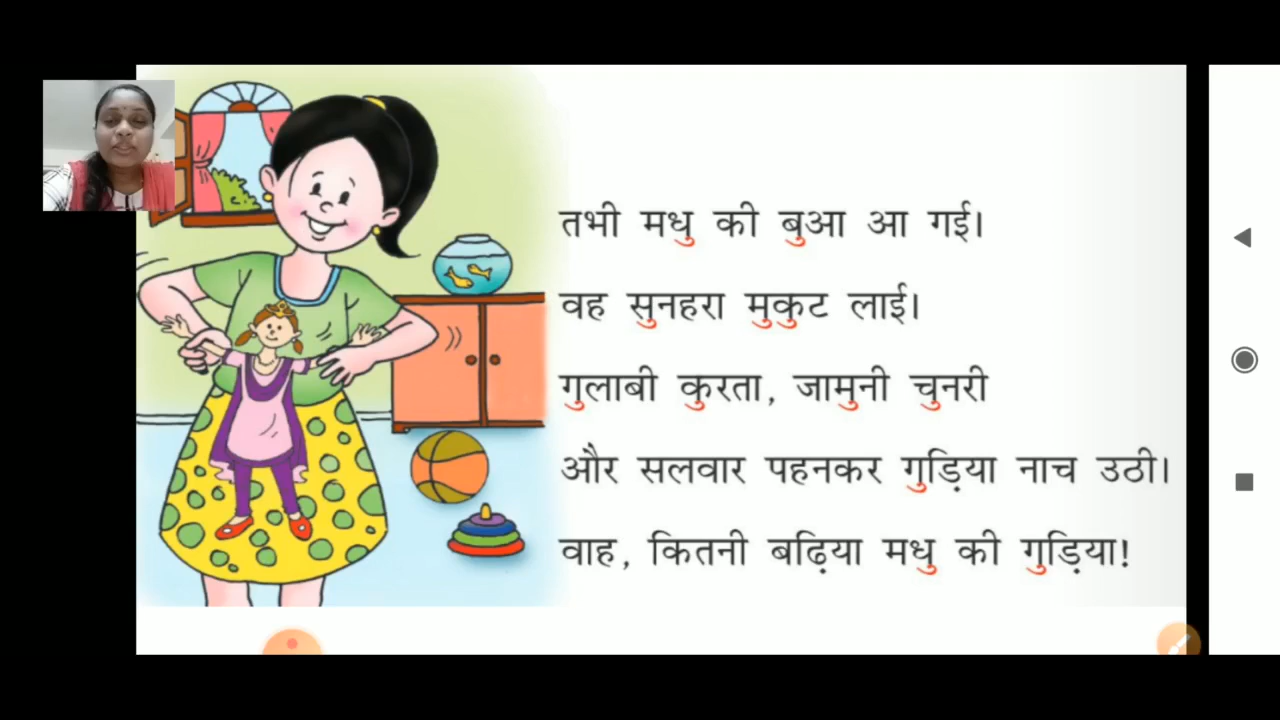 तभी मधु की बुआ आ गई।
वह सुनहरा मुकुट लाई।
गुलाबी कुरता, जामुनी चुनरी
और सलवार पहनकर गुड़िया नाच उठी।
वाह, कितनी बढ़िया मधु की गुड़िया!